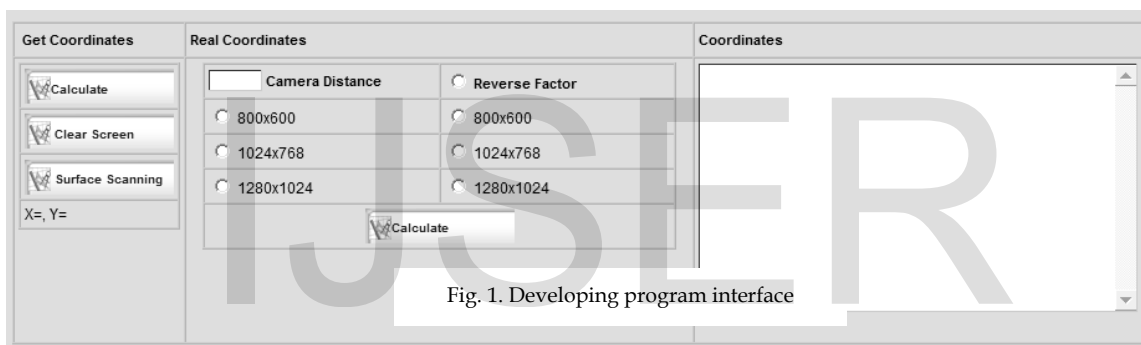 Get Coordinates
Real Coordinates
Coordinates
Calculate
Clear Screen
Surface Scanning
X=, Y=
Camera Distance
Reverse Factor
800x600
800x600
1024x768
1024x768
1280x1024
1280x1024
Calculate
IJSER
Fig. 1. Developing program interface